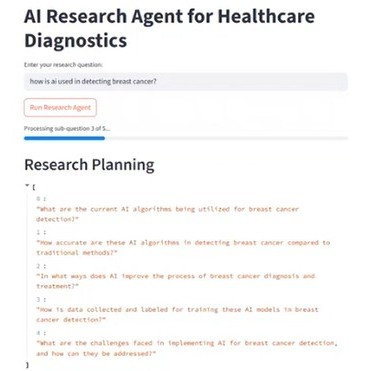 AI Research Agent for Healthcare
Diagnostics
Enter your research question:
how is ai used in detecting breast cancer?
Run Research Agent
Processing sub-question 3 of 5...
Research Planning
[
0 :
"What are the current AI algorithms being utilized for breast cancer
detection?"
1 :
"How accurate are these AI algorithms in detecting breast cancer compared to
traditional methods?"
2 :
"In what ways does AI improve the process of breast cancer diagnosis and
treatment?"
3 :
"How is data collected and labeled for training these AI models in breast
cancer detection?"
4 :
"What are the challenges faced in implementing AI for breast cancer detection,
and how can they be addressed?"
]